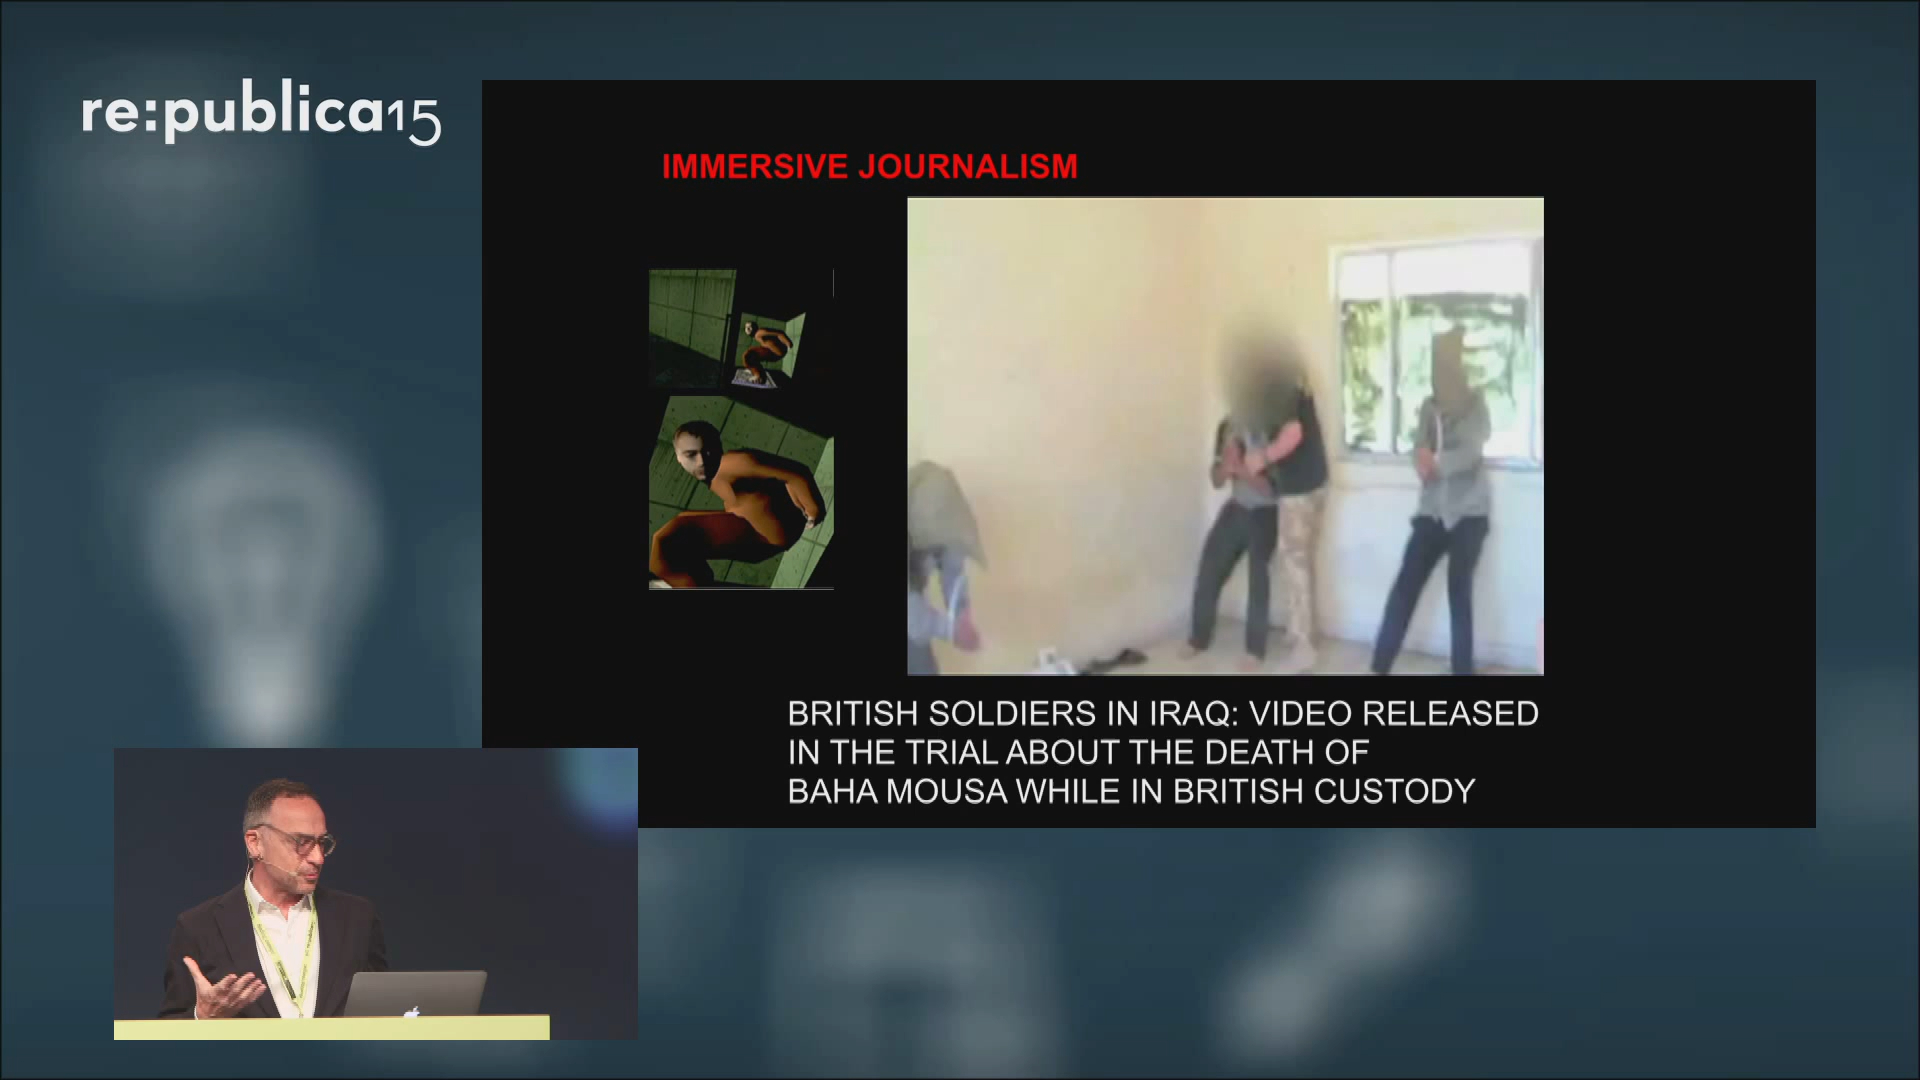 re:publica15
IMMERSIVE JOURNALISM
BRITISH SOLDIERS IN IRAQ: VIDEO RELEASED
IN THE TRIAL ABOUT THE DEATH OF
BAHA MOUSA WHILE IN BRITISH CUSTODY